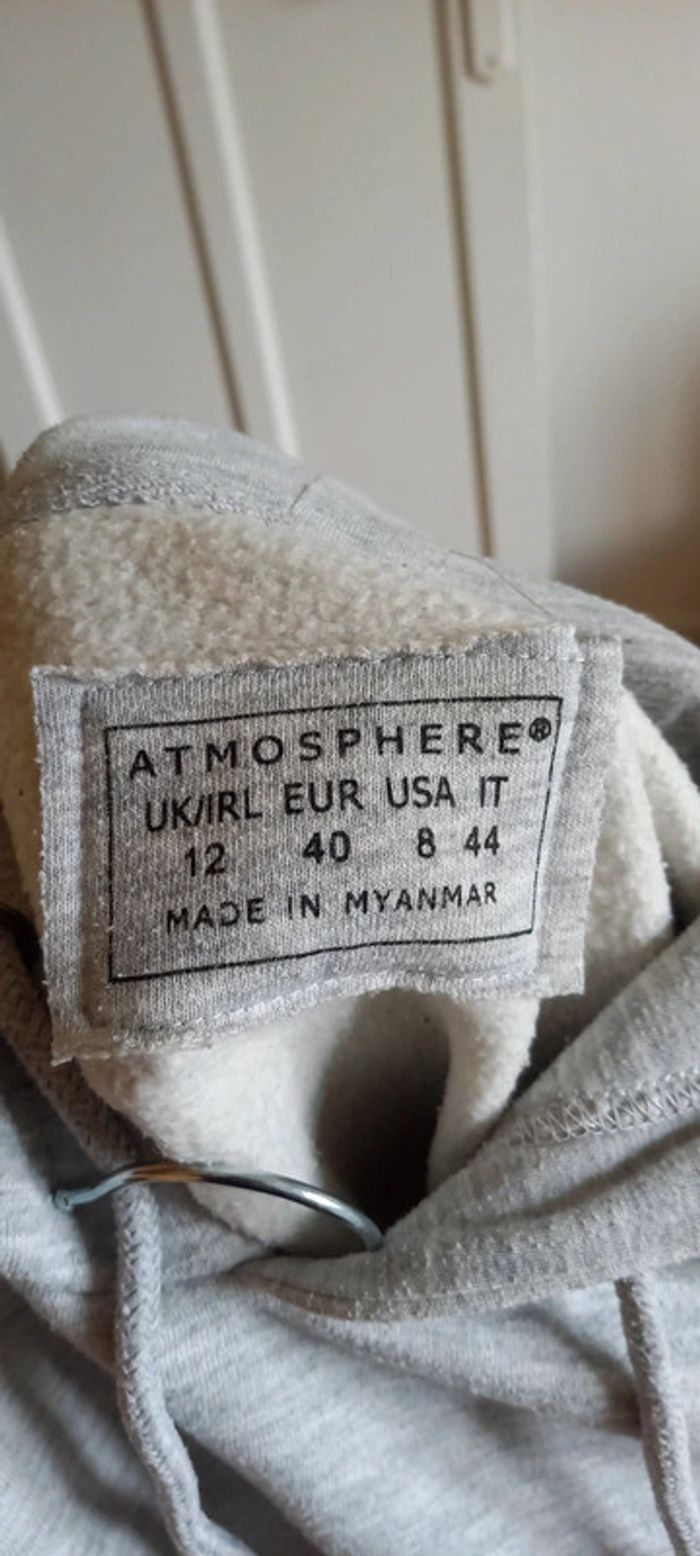 ATMOSPHERE®
UK/IRL EUR USA IT
12 40 8 44
MADE IN MYANMAR